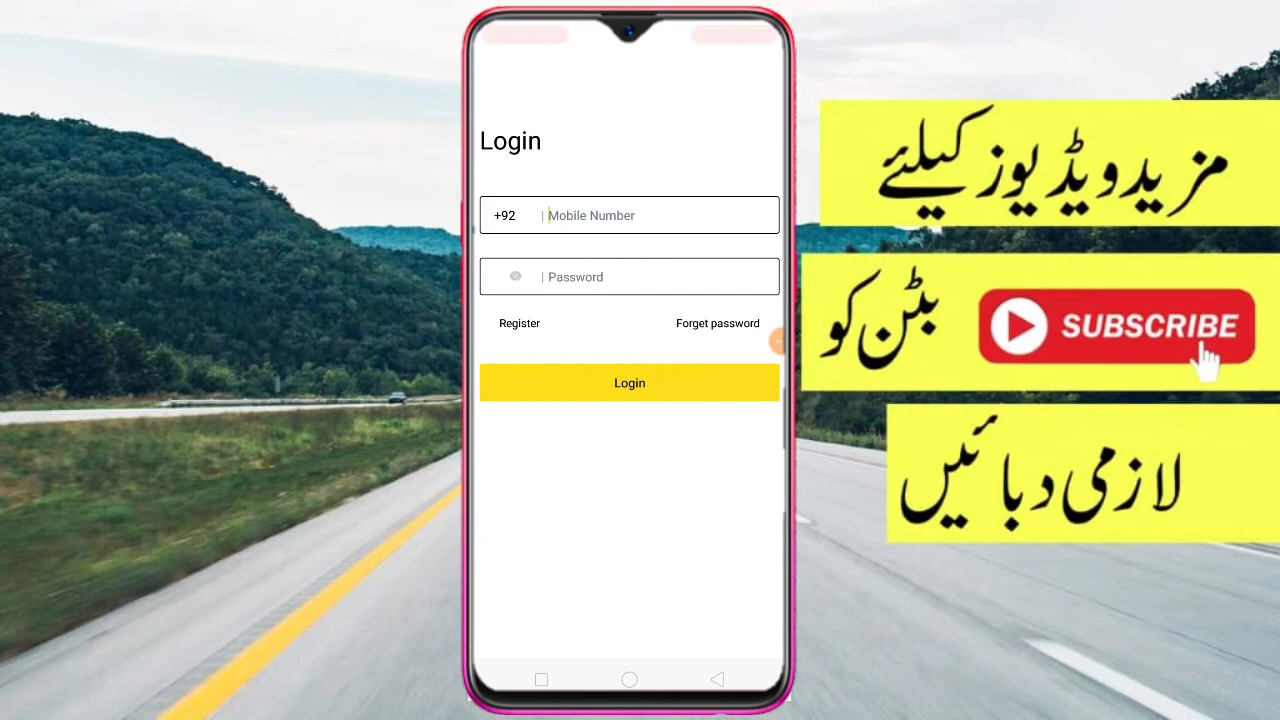 Login
+92 | Mobile Number
| Password
Register Forget password
Login
مزید ویڈیوز کیلئے
SUBSCRIBE بٹن کو
لازمی دبائیں